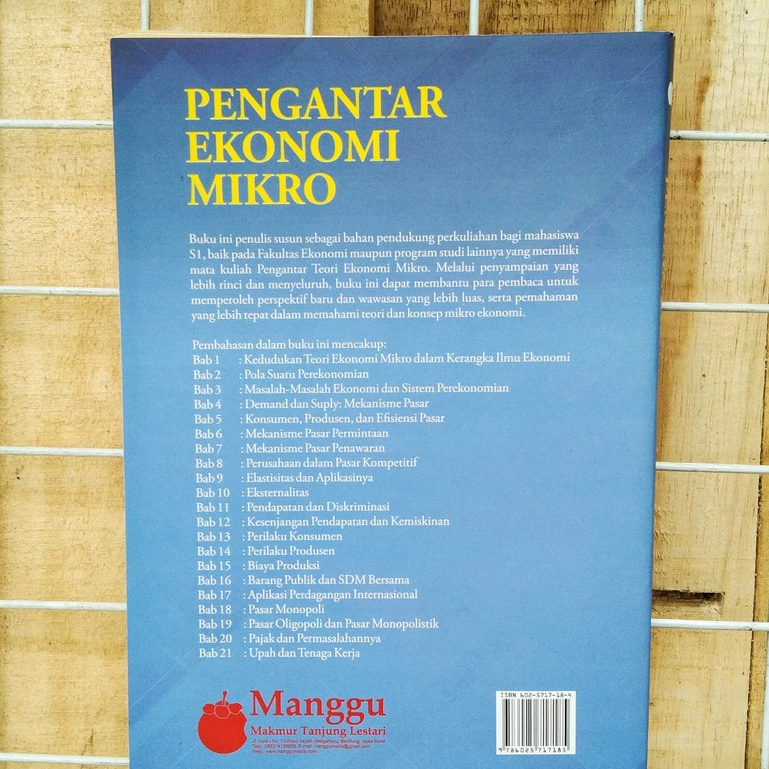 PENGANTAR
EKONOMI
MIKRO
Buku ini penulis susun sebagai bahan pendukung perkuliahan bagi mahasiswa
S1, baik pada Fakultas Ekonomi maupun program studi lainnya yang memiliki
mata kuliah Pengantar Teori Ekonomi Mikro. Melalui penyampaian yang
lebih rinci dan menyeluruh, buku ini dapat membantu para pembaca untuk
memperoleh perspektif baru dan wawasan yang lebih luas, serta pemahaman
yang lebih tepat dalam memahami teori dan konsep mikro ekonomi.
Pembahasan dalam buku ini mencakup:
Bab 1 : Kedudukan Teori Ekonomi Mikro dalam Kerangka Ilmu Ekonomi
Bab 2 : Pola Suatu Perekonomian
Bab 3 : Masalah-Masalah Ekonomi dan Sistem Perekonomian
Bab 4 : Demand dan Suply: Mekanisme Pasar
Bab 5 : Konsumen, Produsen, dan Efisiensi Pasar
Bab 6 : Mekanisme Pasar Permintaan
Bab 7 : Mekanisme Pasar Penawaran
Bab 8 : Perusahaan dalam Pasar Kompetitif
Bab 9 : Elastisitas dan Aplikasinya
Bab 10 : Eksternalitas
Bab 11 : Pendapatan dan Diskriminasi
Bab 12 : Kesenjangan Pendapatan dan Kemiskinan
Bab 13 : Perilaku Konsumen
Bab 14 : Perilaku Produsen
Bab 15 : Biaya Produksi
Bab 16 : Barang Publik dan SDM Bersama
Bab 17 : Aplikasi Perdagangan Internasional
Bab 18 : Pasar Monopoli
Bab 19 : Pasar Oligopoli dan Pasar Monopolistik
Bab 20 : Pajak dan Permasalahannya
Bab 21 : Upah dan Tenaga Kerja
Manggu
Makmur Tanjung Lestari
ISBN 602-5717-18-4
9 786025 717185